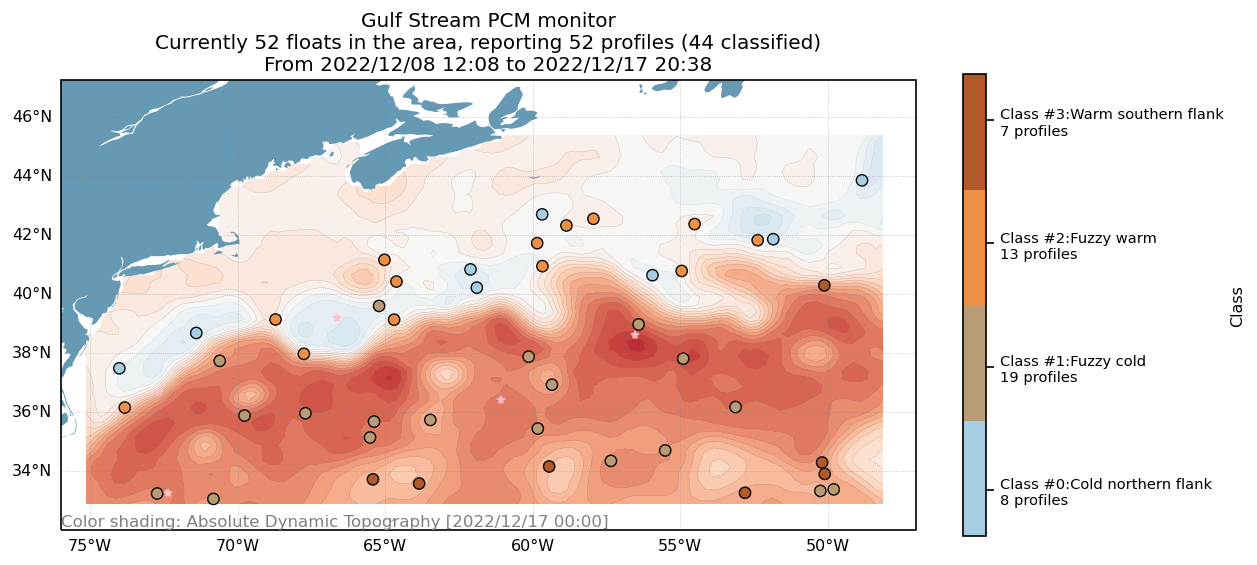 Gulf Stream PCM monitor
Currently 52 floats in the area, reporting 52 profiles (44 classified)
From 2022/12/08 12:08 to 2022/12/17 20:38
46°N
44°N
42°N
40°N
38°N
36°N
34°N
Color shading: Absolute Dynamic Topography [2022/12/17 00:00]
75°W
70°W
65°W
60°W
55°W
50°W
Class #3:Warm southern flank
7 profiles
Class #2:Fuzzy warm
13 profiles
Class #1:Fuzzy cold
19 profiles
Class #0:Cold northern flank
8 profiles
Class